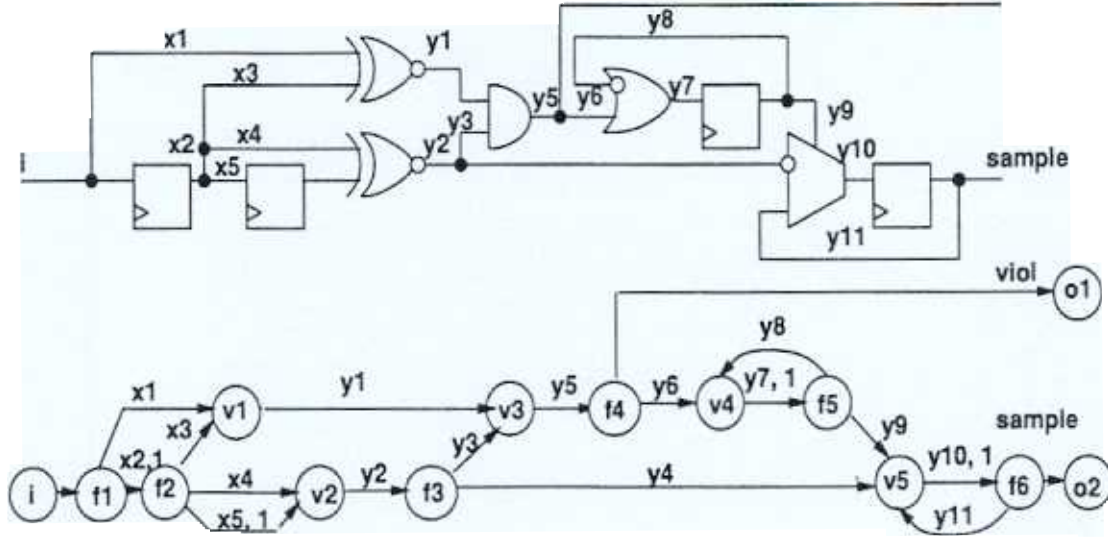 x1
y1
x3
y8
y5
y6
y7
y9
x4
y3
y2
x2
x5
y10
sample
i
y11
viol
o1
y8
x1
y1
y5
y6
y7, 1
v1
v3
f4
v4
f5
x3
y3
y9
sample
x2,1
x4
y2
y4
y10, 1
i
f1
f2
v2
f3
v5
f6
o2
x5, 1
y11